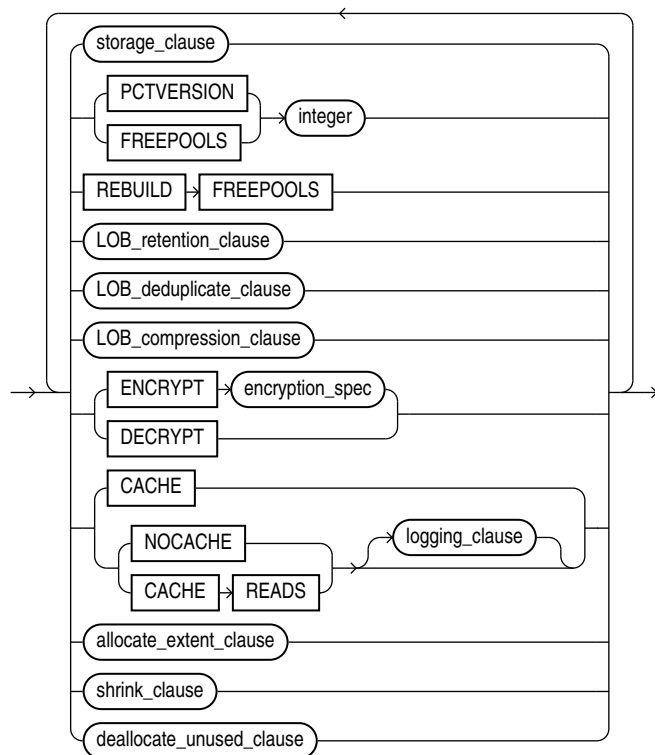 storage_clause
PCTVERSION
FREEPOOLS
integer
REBUILD FREEPOOLS
LOB_retention_clause
LOB_deduplicate_clause
LOB_compression_clause
ENCRYPT encryption_spec
DECRYPT
CACHE
NOCACHE
CACHE READS
logging_clause
allocate_extent_clause
shrink_clause
deallocate_unused_clause